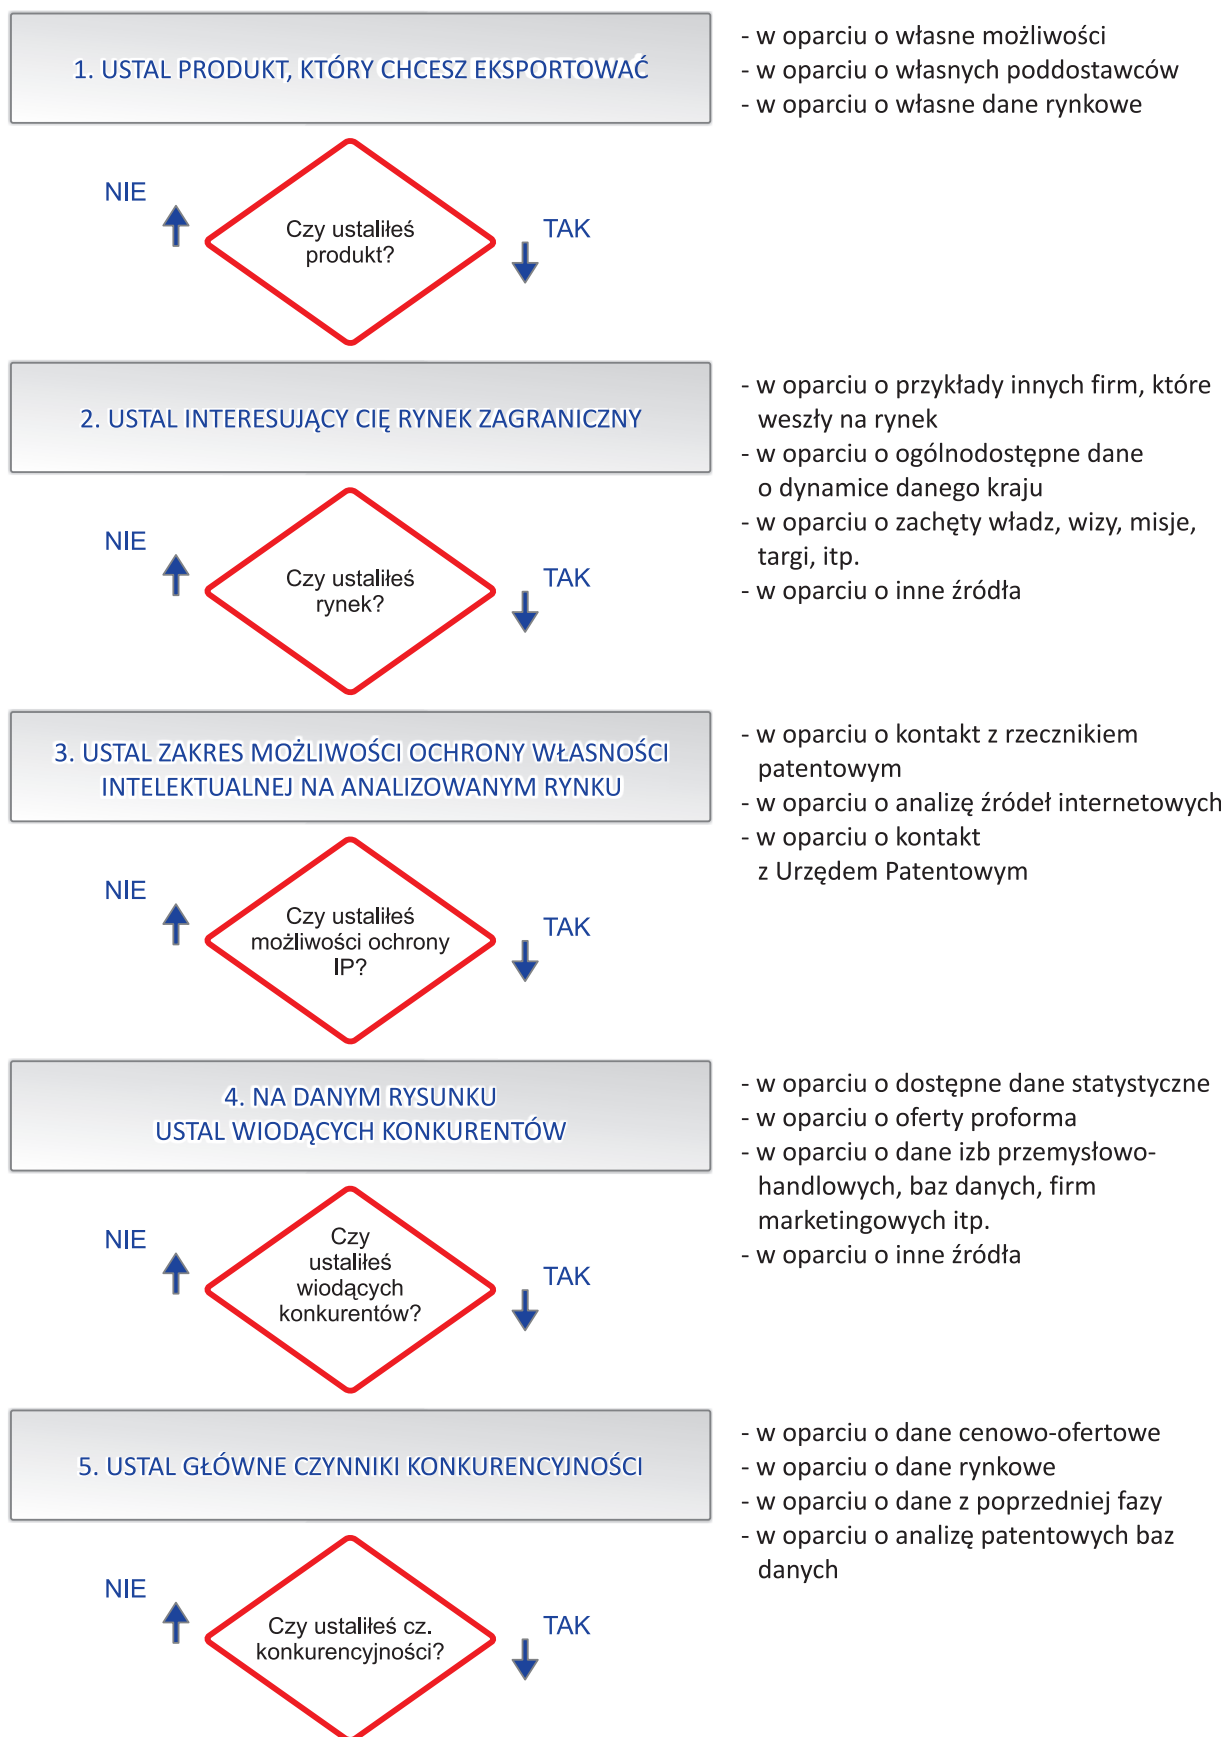 1. USTAL PRODUKT, KTÓRY CHCESZ EKSPORTOWAĆ
- w oparciu o własne możliwości
- w oparciu o własnych poddostawców
- w oparciu o własne dane rynkowe
NIE
Czy ustaliłeś
produkt?
TAK
2. USTAL INTERESUJĄCY CIĘ RYNEK ZAGRANICZNY
- w oparciu o przykłady innych firm, które
weszły na rynek
- w oparciu o ogólnodostępne dane
o dynamice danego kraju
- w oparciu o zachęty władz, wizy, misje,
targi, itp.
- w oparciu o inne źródła
NIE
Czy ustaliłeś
rynek?
TAK
3. USTAL ZAKRES MOŻLIWOŚCI OCHRONY WŁASNOŚCI
INTELEKTUALNEJ NA ANALIZOWANYM RYNKU
- w oparciu o kontakt z rzecznikiem
patentowym
- w oparciu o analizę źródeł internetowych
- w oparciu o kontakt
z Urzędem Patentowym
NIE
Czy ustaliłeś
możliwości ochrony
IP?
TAK
4. NA DANYM RYSUNKU
USTAL WIODĄCYCH KONKURENTÓW
- w oparciu o dostępne dane statystyczne
- w oparciu o oferty proforma
- w oparciu o dane izb przemysłowo-
handlowych, baz danych, firm
marketingowych itp.
- w oparciu o inne źródła
NIE
Czy
ustaliłeś
wiodących
konkurentów?
TAK
5. USTAL GŁÓWNE CZYNNIKI KONKURENCYJNOŚCI
- w oparciu o dane cenowo-ofertowe
- w oparciu o dane rynkowe
- w oparciu o dane z poprzedniej fazy
- w oparciu o analizę patentowych baz
danych
NIE
Czy ustaliłeś cz.
konkurencyjności?
TAK